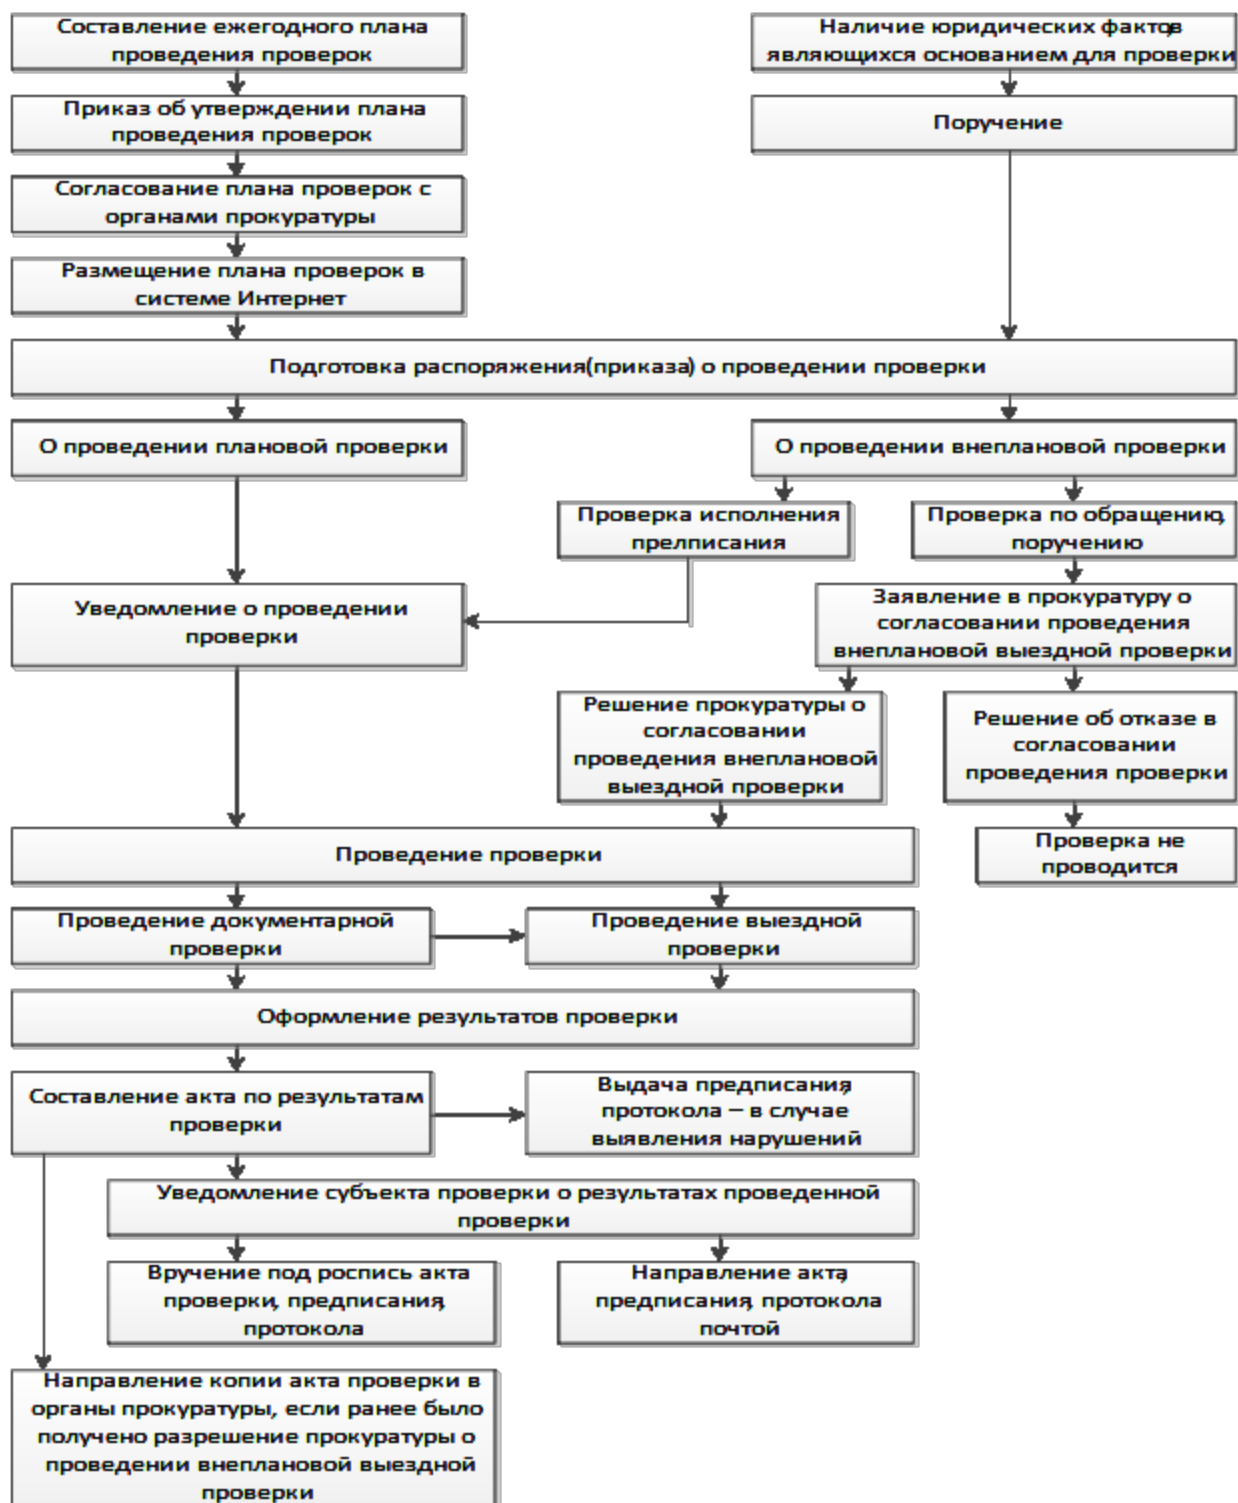 Составление ежегодного плана
проведения проверок
Наличие юридических фактов,
являющихся основанием для проверки
Приказ об утверждении плана
проведения проверок
Поручение
Согласование плана проверок с
органами прокуратуры
Размещение плана проверок в
системе Интернет
Подготовка распоряжения(приказа) о проведении проверки
О проведении плановой проверки
О проведении внеплановой проверки
Проверка исполнения
прелписания
Проверка по обращению,
поручению
Уведомление о проведении
проверки
Заявление в прокуратуру о
согласовании проведения
внеплановой выездной проверки
Решение прокуратуры о
согласовании
проведения внеплановой
выездной проверки
Решение об отказе в
согласовании
проведения проверки
Проведение проверки
Проверка не
проводится
Проведение документарной
проверки
Проведение выездной
проверки
Оформление результатов проверки
Составление акта по результатам
проверки
Выдача предписания,
протокола – в случае
выявления нарушений
Уведомление субъекта проверки о результатах проведенной
проверки
Вручение под роспись акта
проверки, предписания,
протокола
Направление акта,
предписания, протокола
почтой
Направление копии акта проверки в
органы прокуратуры, если ранее было
получено разрешение прокуратуры о
проведении внеплановой выездной
проверки